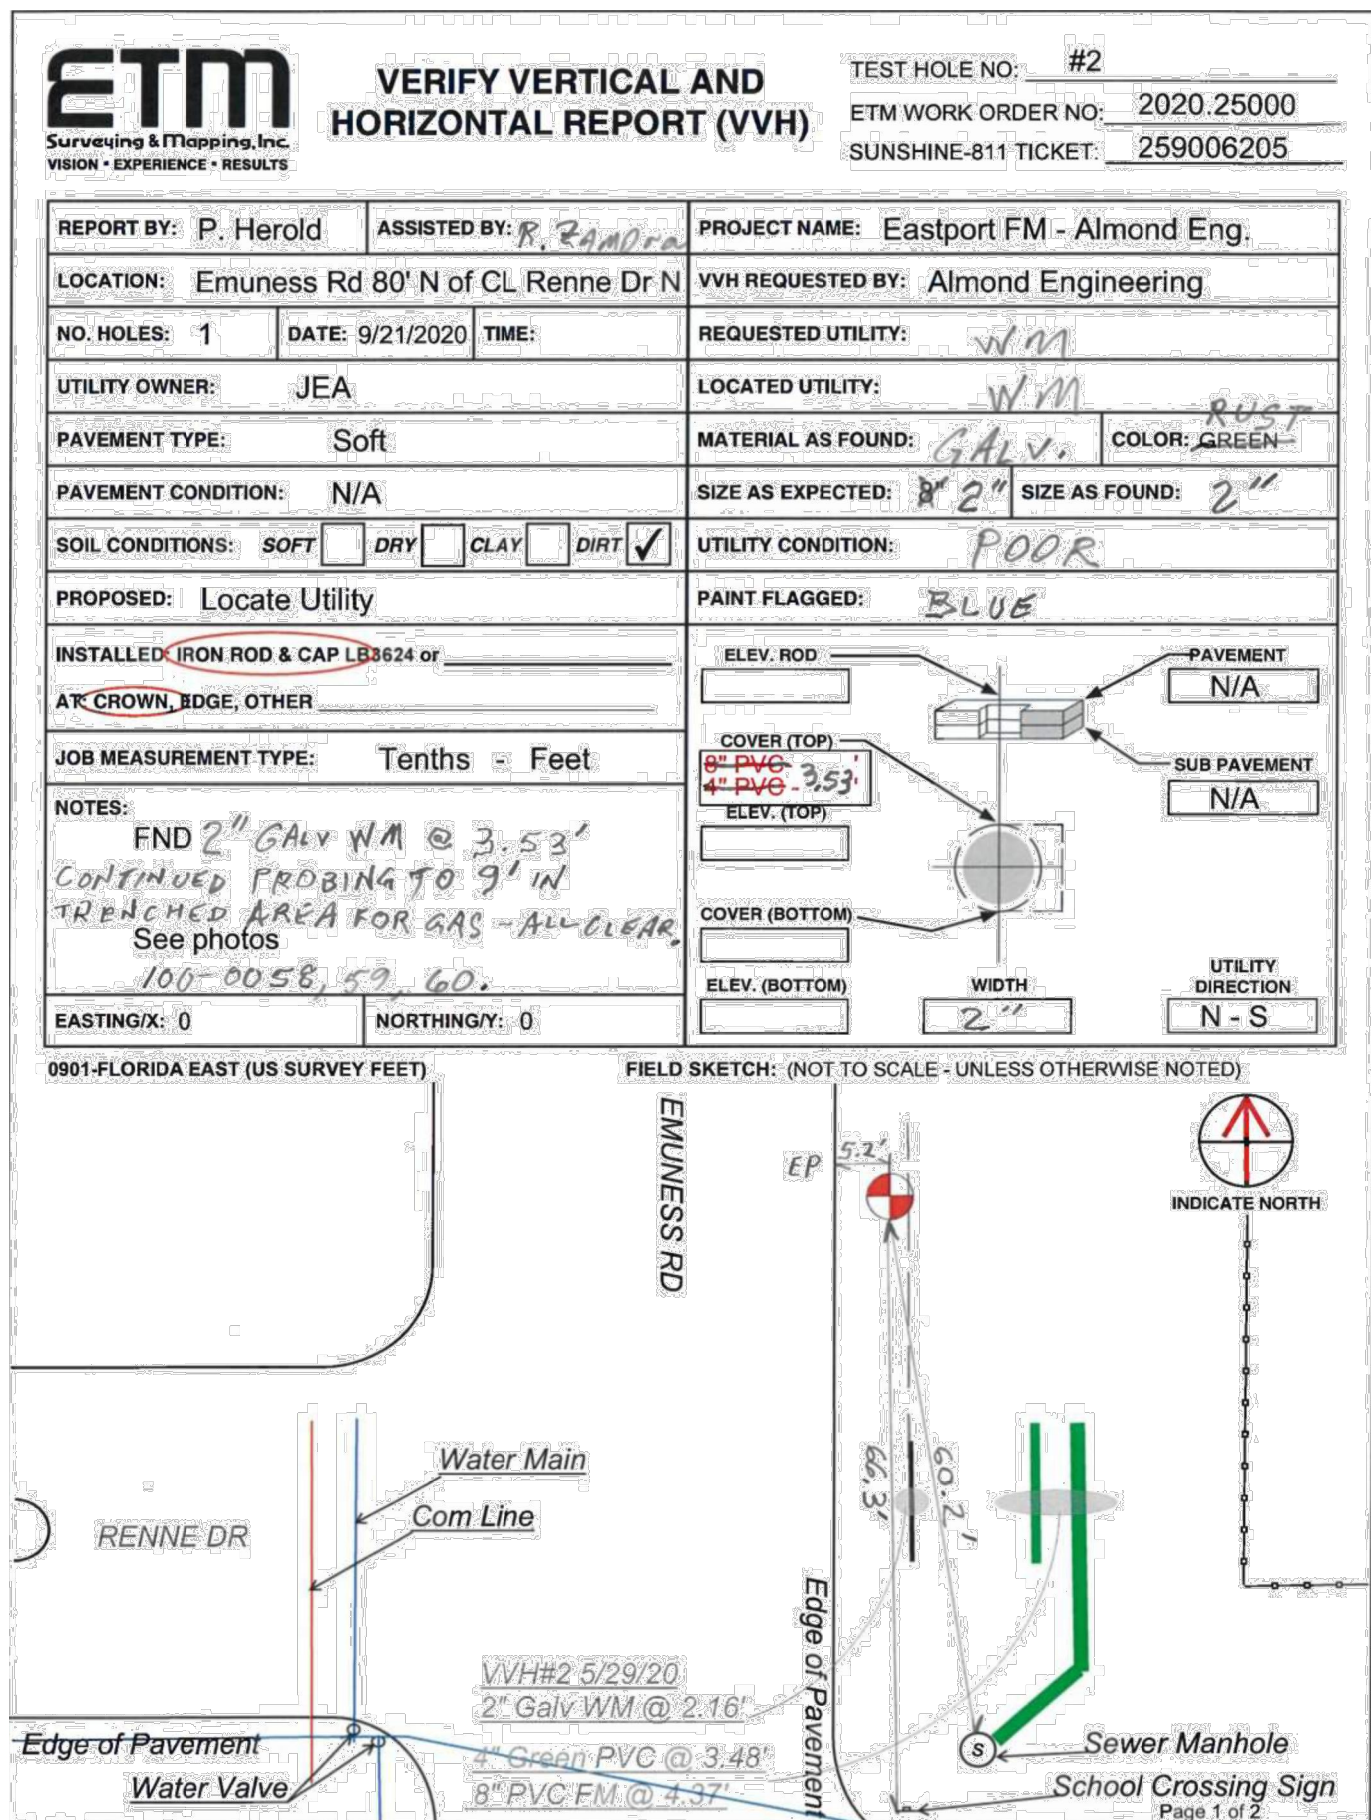 ETM
Surveying & Mapping, Inc.
VISION • EXPERIENCE • RESULTS
VERIFY VERTICAL AND
HORIZONTAL REPORT (VVH)
TEST HOLE NO: #2
ETM WORK ORDER NO: 2020.25000
SUNSHINE-811 TICKET: 259006205
REPORT BY: P. Herold
ASSISTED BY: R. ZAMORA
PROJECT NAME: Eastport FM - Almond Eng.
LOCATION: Emuness Rd 80' N of CL Renne Dr N
VVH REQUESTED BY: Almond Engineering
NO. HOLES: 1
DATE: 9/21/2020
TIME:
REQUESTED UTILITY: WM
UTILITY OWNER: JEA
LOCATED UTILITY: WM
PAVEMENT TYPE: Soft
MATERIAL AS FOUND: GALV.
RUST
COLOR: GREEN
PAVEMENT CONDITION: N/A
SIZE AS EXPECTED: 8" 2"
SIZE AS FOUND: 2"
SOIL CONDITIONS: SOFT DRY CLAY DIRT ✓
UTILITY CONDITION: POOR
PROPOSED: Locate Utility
PAINT FLAGGED: BLUE
INSTALLED: IRON ROD & CAP LB3624 or
AT: CROWN, EDGE, OTHER
JOB MEASUREMENT TYPE: Tenths - Feet
NOTES:
FND 2" GALV WM @ 3.53'
CONTINUED PROBING TO 9' IN
TRENCHED AREA FOR GAS - ALL CLEAR.
See photos
100-0058, 59, 60.
EASTING/X: 0
NORTHING/Y: 0
ELEV. ROD
PAVEMENT
N/A
COVER (TOP)
8" PVC '
4" PVC - 3.53'
SUB PAVEMENT
N/A
ELEV. (TOP)
COVER (BOTTOM)
ELEV. (BOTTOM)
WIDTH
2"
UTILITY
DIRECTION
N - S
0901-FLORIDA EAST (US SURVEY FEET)
FIELD SKETCH: (NOT TO SCALE - UNLESS OTHERWISE NOTED)
EMUNESS RD
EP
5.2'
INDICATE NORTH
66.3'
60.2'
Water Main
Com Line
RENNE DR
Edge of Pavement
VVH#2 5/29/20
2" Galv WM @ 2.16'
4" Green PVC @ 3.48'
8" PVC FM @ 4.37'
Edge of Pavement
Water Valve
S
Sewer Manhole
School Crossing Sign
Page 1 of 2